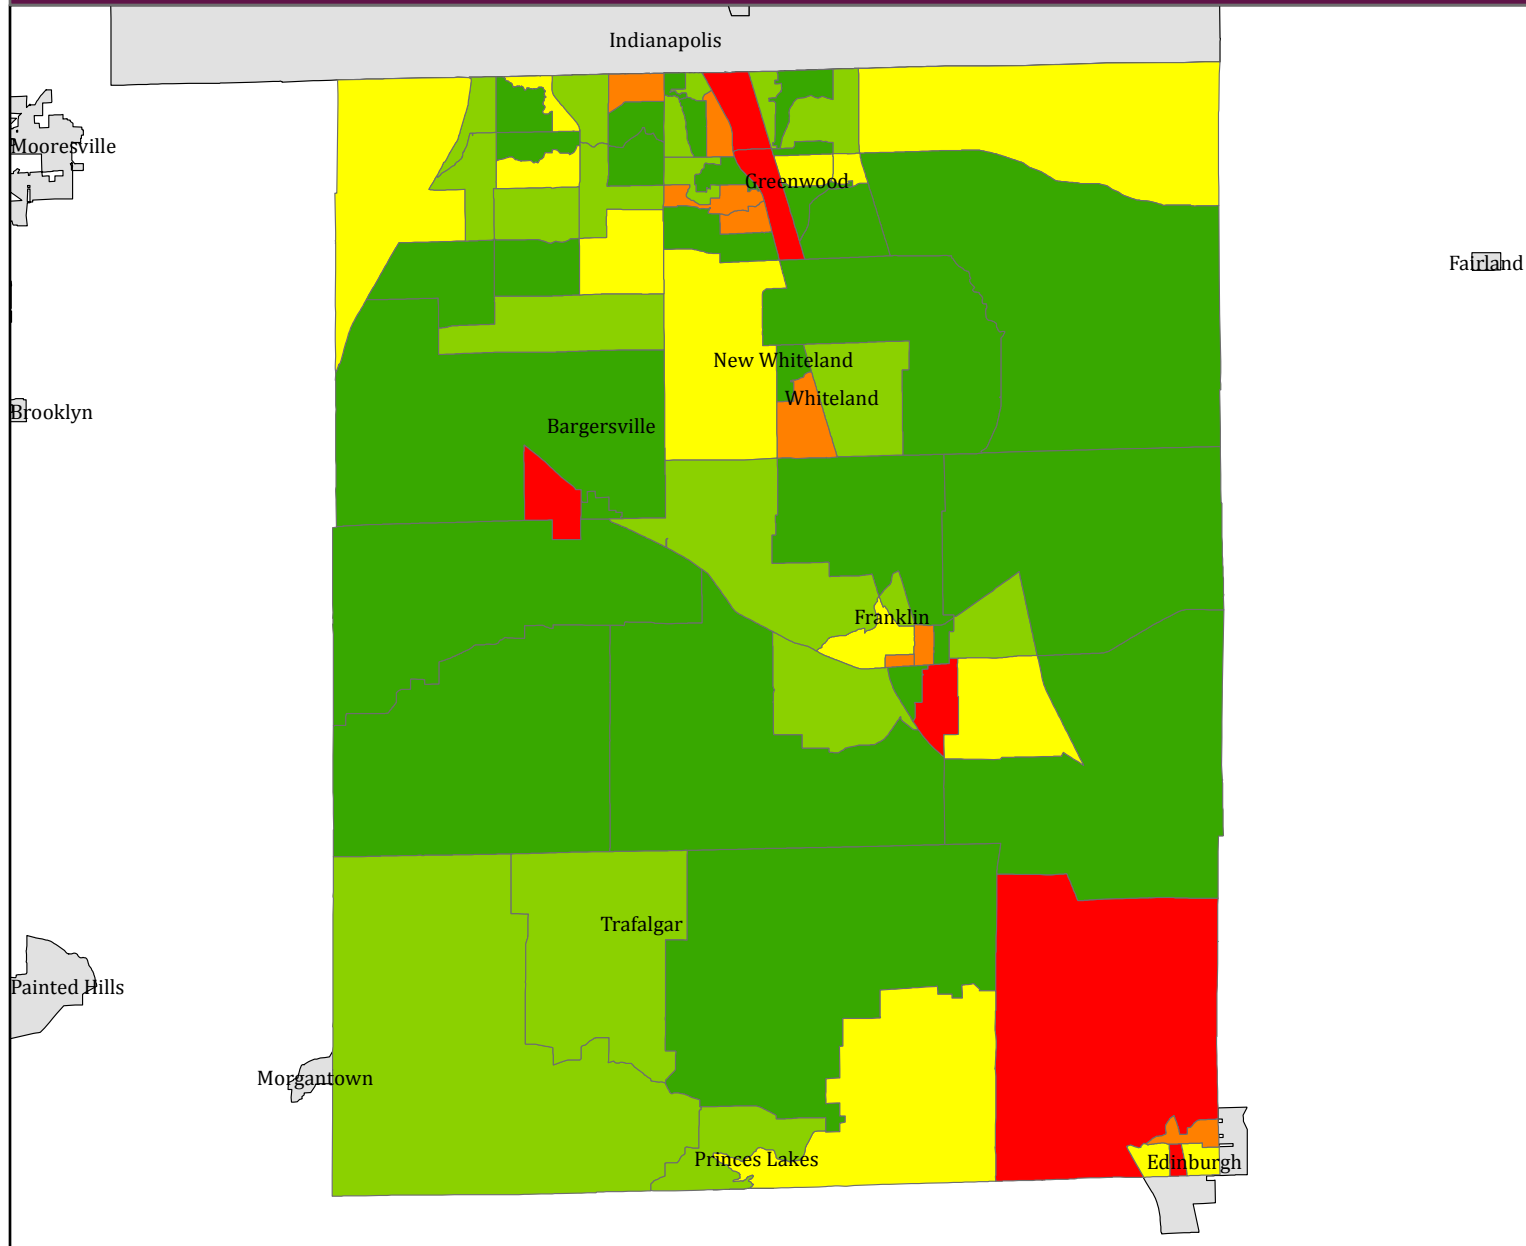 Indianapolis
Mooresville
Greenwood
Fairland
New Whiteland
Whiteland
Brooklyn
Bargersville
Franklin
Trafalgar
Painted Hills
Morgantown
Princes Lakes
Edinburgh